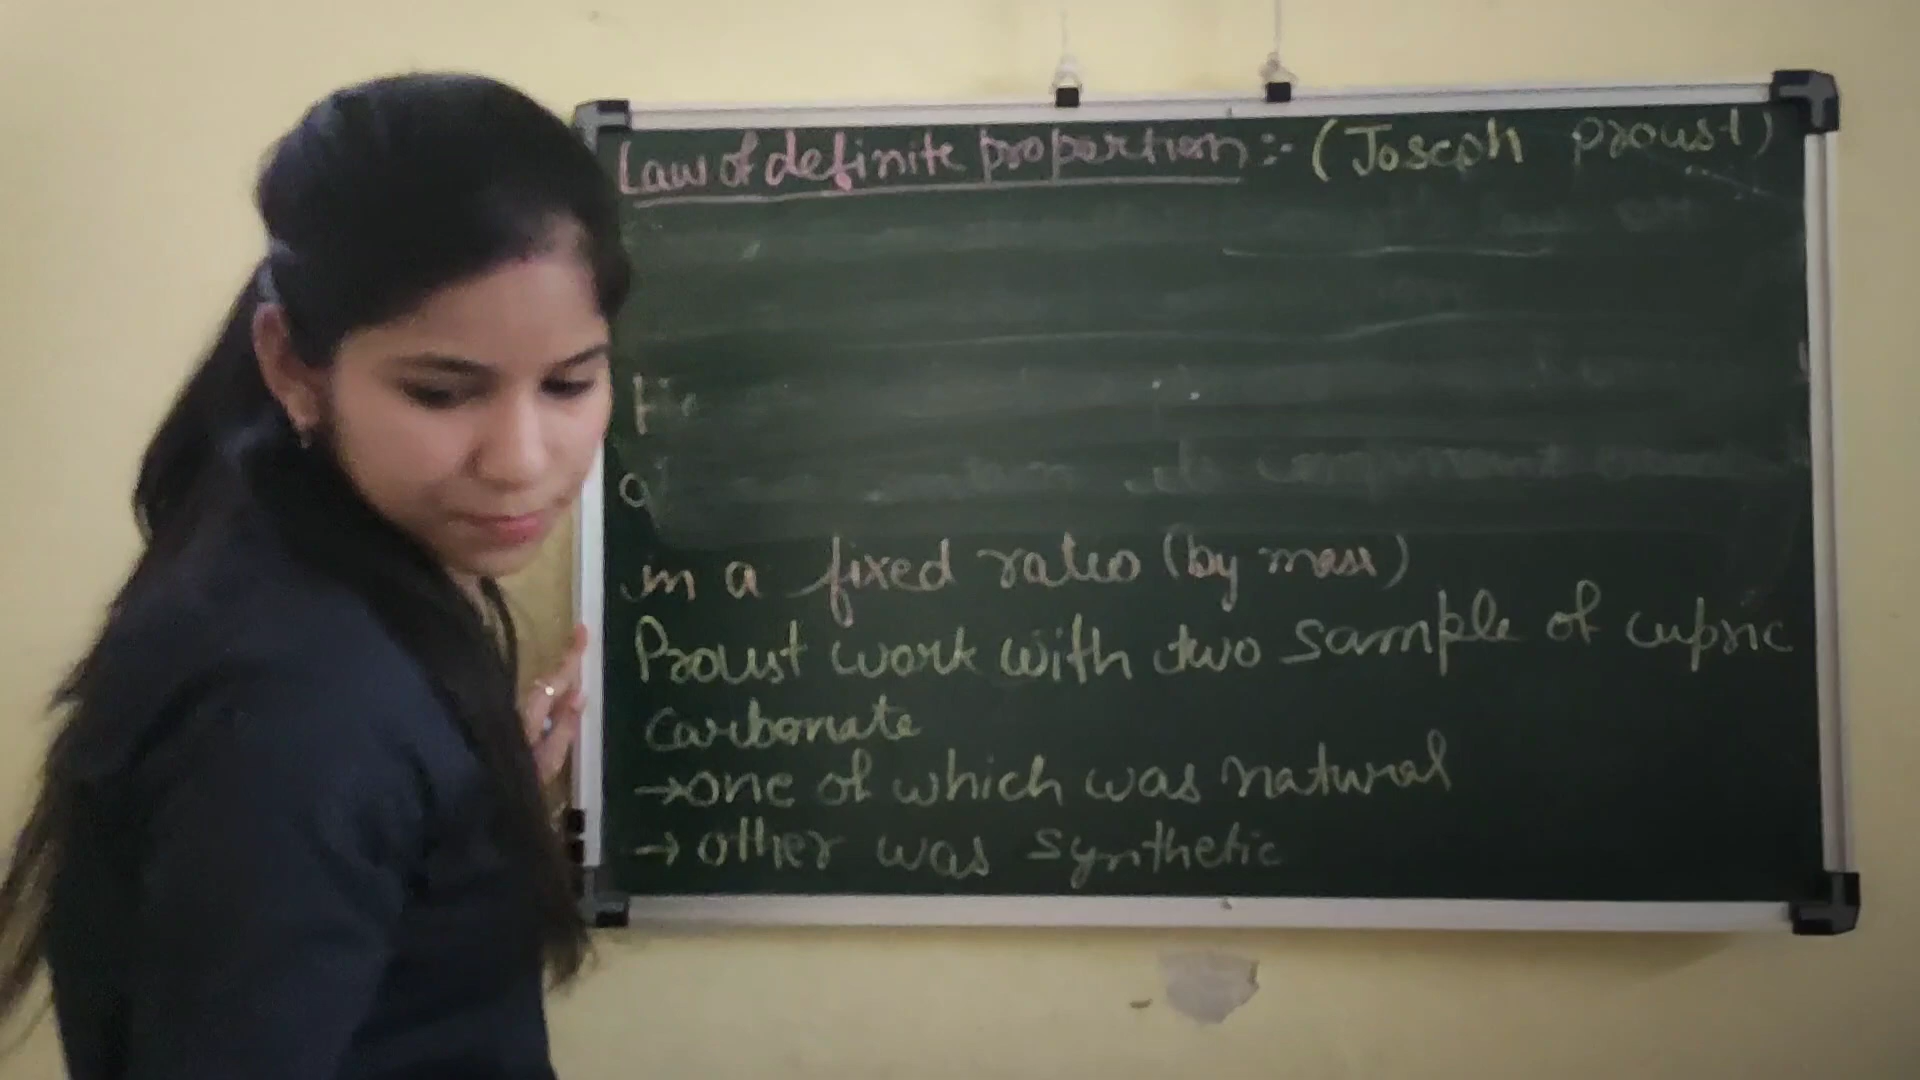 Law of definite proportion :- (Joseph proust)
in a fixed ratio (by mass)
Proust work with two sample of cupric
carbonate
→ one of which was natural
→ other was synthetic